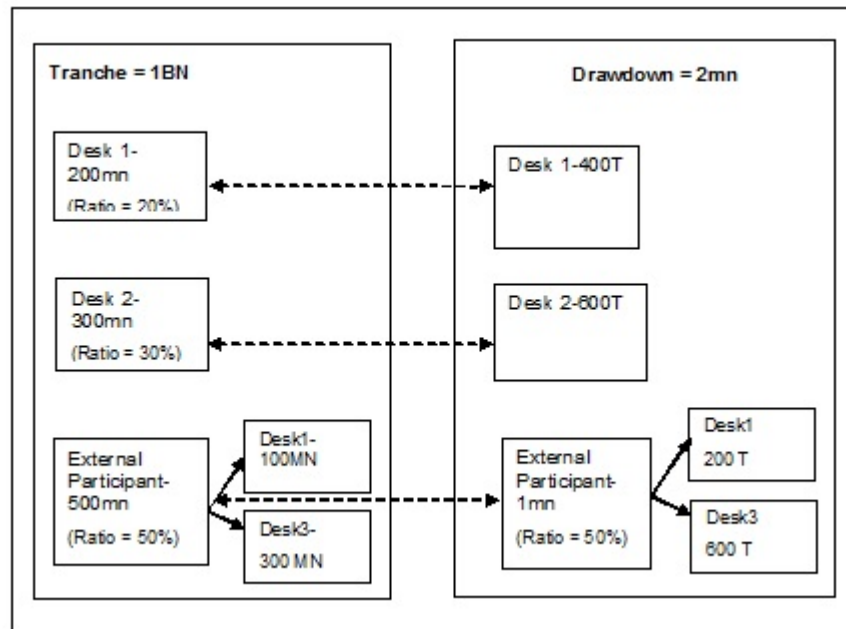 Tranche = 1BN
Desk 1-
200mn
(Ratio = 20%)
Desk 2-
300mn
(Ratio = 30%)
External
Participant-
500mn
(Ratio = 50%)
Desk1-
100MN
Desk3-
300 MN
Drawdown = 2mn
Desk 1-400T
Desk 2-600T
External
Participant-
1mn
(Ratio = 50%)
Desk1
200 T
Desk3
600 T